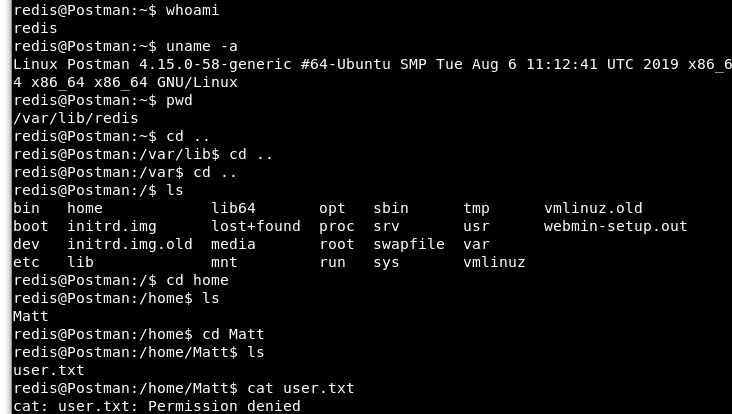 redis@Postman:~$ whoami
redis
redis@Postman:~$ uname -a
Linux Postman 4.15.0-58-generic #64-Ubuntu SMP Tue Aug 6 11:12:41 UTC 2019 x86_6
4 x86_64 x86_64 GNU/Linux
redis@Postman:~$ pwd
/var/lib/redis
redis@Postman:~$ cd ..
redis@Postman:/var/lib$ cd ..
redis@Postman:/var$ cd ..
redis@Postman:/$ ls
bin   home            lib64       opt   sbin      tmp      vmlinuz.old
boot  initrd.img      lost+found  proc  srv       usr      webmin-setup.out
dev   initrd.img.old  media       root  swapfile  var
etc   lib             mnt         run   sys       vmlinuz
redis@Postman:/$ cd home
redis@Postman:/home$ ls
Matt
redis@Postman:/home$ cd Matt
redis@Postman:/home/Matt$ ls
user.txt
redis@Postman:/home/Matt$ cat user.txt
cat: user.txt: Permission denied